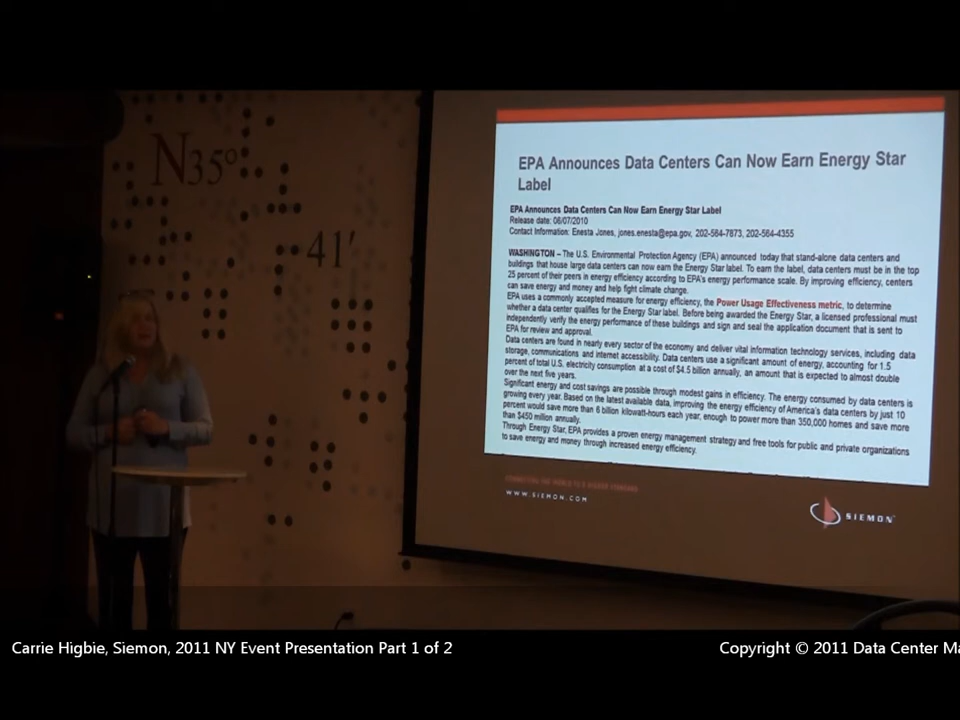 N35°
41'
EPA Announces Data Centers Can Now Earn Energy Star
Label
EPA Announces Data Centers Can Now Earn Energy Star Label
Release date: 06/07/2010
Contact Information: Enesta Jones, jones.enesta@epa.gov, 202-564-7873, 202-564-4355
WASHINGTON – The U.S. Environmental Protection Agency (EPA) announced today that stand-alone data centers and
buildings that house large data centers can now earn the Energy Star label. To earn the label, data centers must be in the top
25 percent of their peers in energy efficiency according to EPA's energy performance scale. By improving efficiency, centers
can save energy and money and help fight climate change.
EPA uses a commonly accepted measure for energy efficiency, the Power Usage Effectiveness metric, to determine
whether a data center qualifies for the Energy Star label. Before being awarded the Energy Star, a licensed professional must
independently verify the energy performance of these buildings and sign and seal the application document that is sent to
EPA for review and approval.
Data centers are found in nearly every sector of the economy and deliver vital information technology services, including data
storage, communications and internet accessibility. Data centers use a significant amount of energy, accounting for 1.5
percent of total U.S. electricity consumption at a cost of $4.5 billion annually, an amount that is expected to almost double
over the next five years.
Significant energy and cost savings are possible through modest gains in efficiency. The energy consumed by data centers is
growing every year. Based on the latest available data, improving the energy efficiency of America's data centers by just 10
percent would save more than 6 billion kilowatt-hours each year, enough to power more than 350,000 homes and save more
than $450 million annually.
Through Energy Star, EPA provides a proven energy management strategy and free tools for public and private organizations
to save energy and money through increased energy efficiency.
CONNECTING THE WORLD TO A HIGHER STANDARD
WWW.SIEMON.COM
SIEMON
Carrie Higbie, Siemon, 2011 NY Event Presentation Part 1 of 2
Copyright © 2011 Data Center Ma